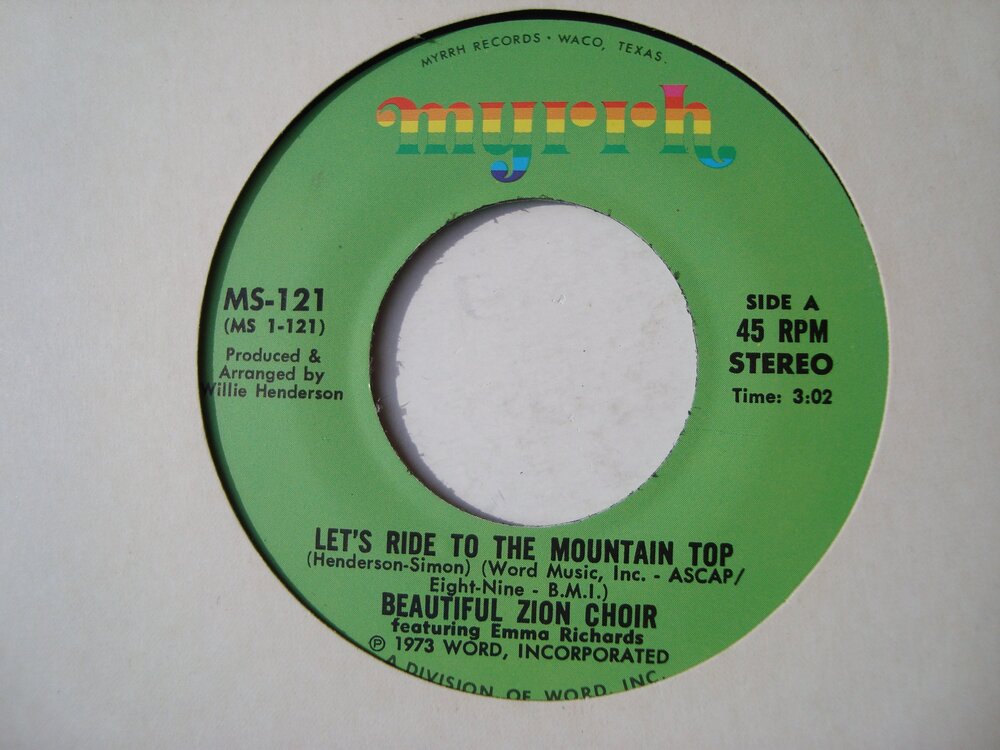 MYRRH RECORDS • WACO, TEXAS.
myrrh
MS-121
(MS 1-121)
Produced &
Arranged by
Willie Henderson
SIDE A
45 RPM
STEREO
Time: 3:02
LET'S RIDE TO THE MOUNTAIN TOP
(Henderson-Simon) (Word Music, Inc. - ASCAP/
Eight-Nine - B.M.I.)
BEAUTIFUL ZION CHOIR
featuring Emma Richards
℗ 1973 WORD, INCORPORATED
A DIVISION OF WORD, INC.